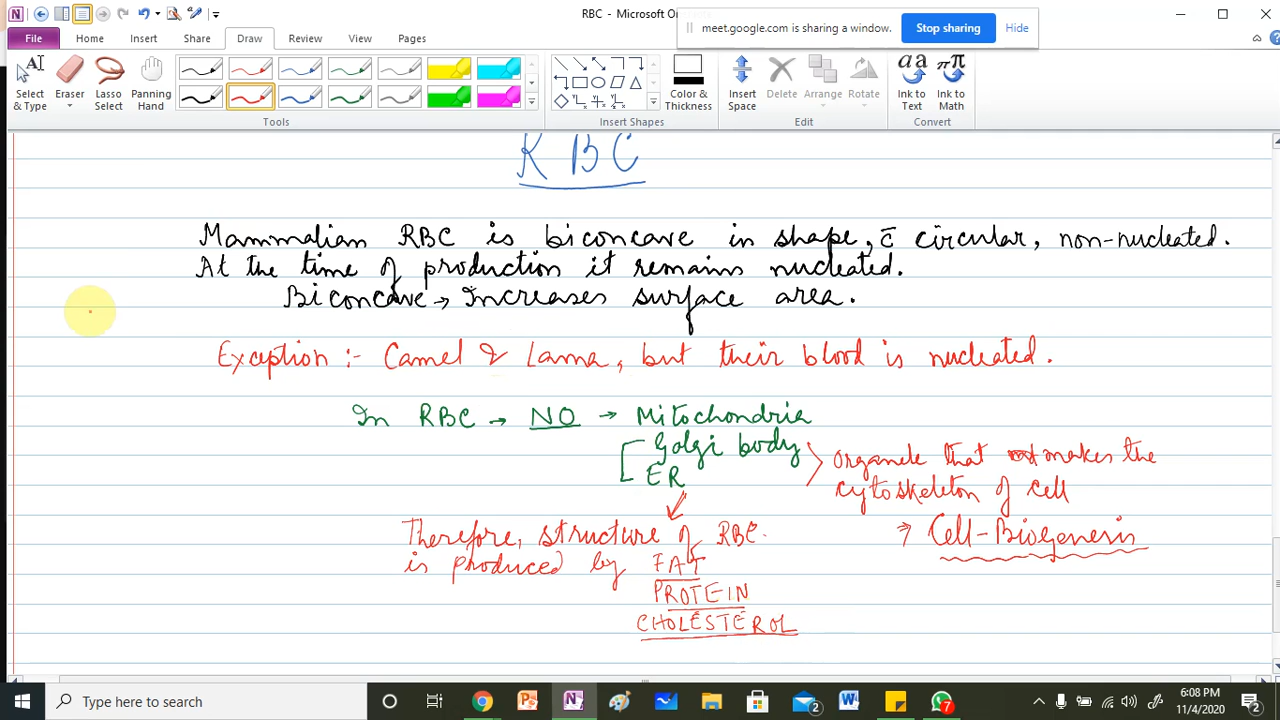 RBC - Microsoft On
meet.google.com is sharing a window.
Stop sharing
Hide
File
Home
Insert
Share
Draw
Review
View
Pages
Select & Type
Eraser
Lasso Select
Panning Hand
Color & Thickness
Insert Space
Delete
Arrange
Rotate
Ink to Text
Ink to Math
Tools
Insert Shapes
Edit
Convert
RBC
Mammalian RBC is biconcave in shape, c̄ circular, non-nucleated.
At the time of production it remains nucleated.
Biconcave → Increases surface area.
Exception :- Camel & Lama, but their blood is nucleated.
In RBC → NO → Mitochondria
Golgi body
ER
organele that makes the
cytoskeleton of cell
⇒ Cell-Biogenesis
Therefore, structure of RBC
is produced by FAT
PROTEIN
CHOLESTEROL
Type here to search
2
7
6:08 PM
11/4/2020
2